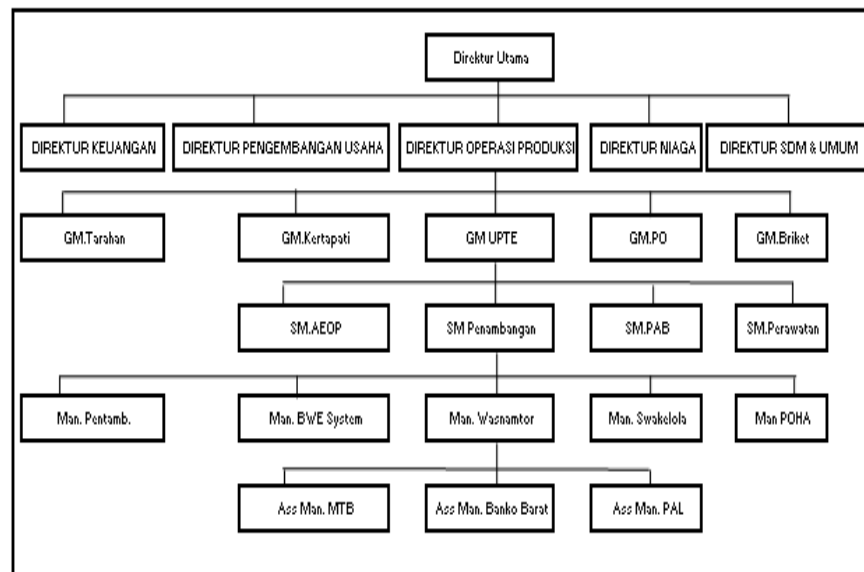 Direktur Utama
DIREKTUR KEUANGAN
DIREKTUR PENGEMBANGAN USAHA
DIREKTUR OPERASI PRODUKSI
DIREKTUR NIAGA
DIREKTUR SDM & UMUM
GM.Tarahan
GM.Kertapati
GM UPTE
GM.PO
GM.Briket
SM.AEOP
SM Penambangan
SM.PAB
SM.Perawatan
Man. Pentamb.
Man. BWE System
Man. Wasnamtor
Man. Swakelola
Man POHA
Ass Man. MTB
Ass Man. Banko Barat
Ass Man. PAL